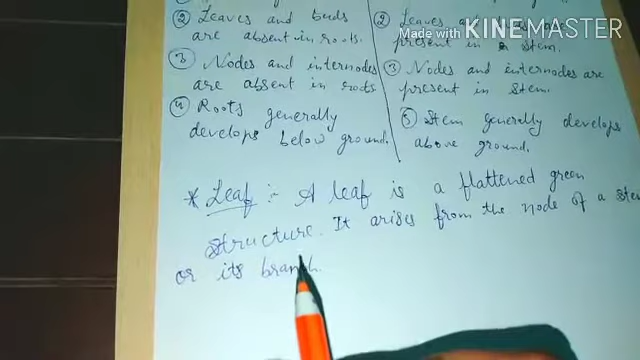 ② Leaves and buds
are absent in roots.
③ Nodes and internodes
are absent in roots
④ Roots generally
develops below ground.
② Leaves
present in stem.
③ Nodes and internodes are
present in stem.
⑤ Stem generally develops
above ground.
* Leaf :- A leaf is a flattened green
structure. It arises from the node of a stem
or its branch.
Made with KINEMASTER